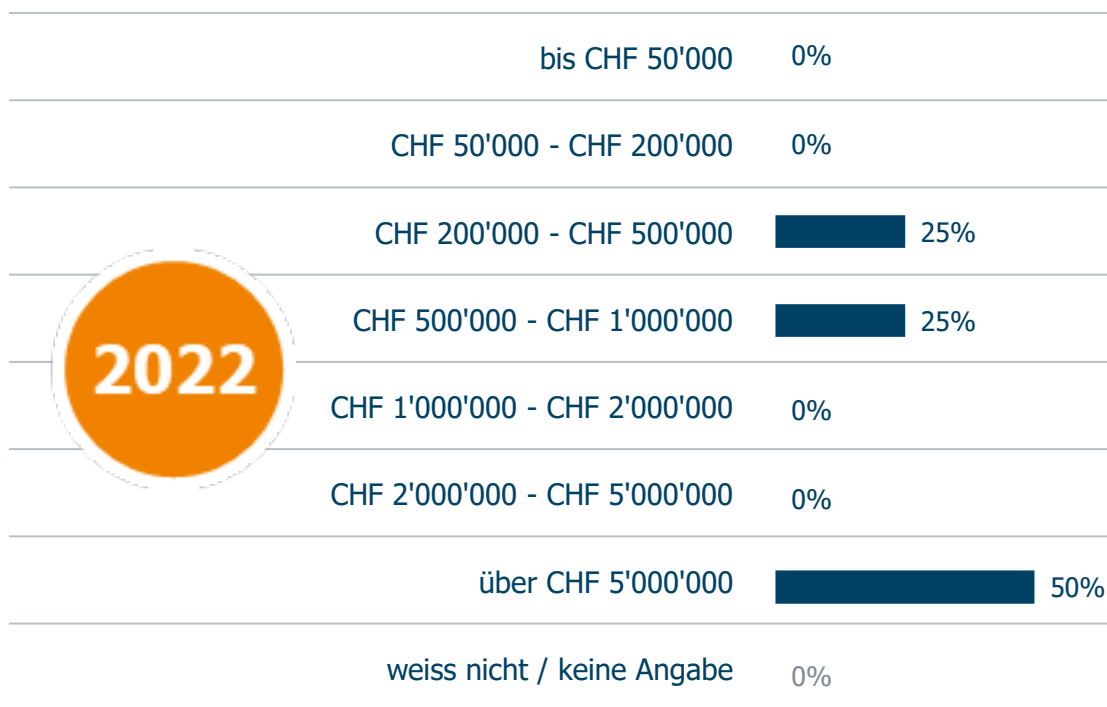 bis CHF 50'000 0%
CHF 50'000 - CHF 200'000 0%
CHF 200'000 - CHF 500'000 25%
CHF 500'000 - CHF 1'000'000 25%
2022
CHF 1'000'000 - CHF 2'000'000 0%
CHF 2'000'000 - CHF 5'000'000 0%
über CHF 5'000'000 50%
weiss nicht / keine Angabe 0%